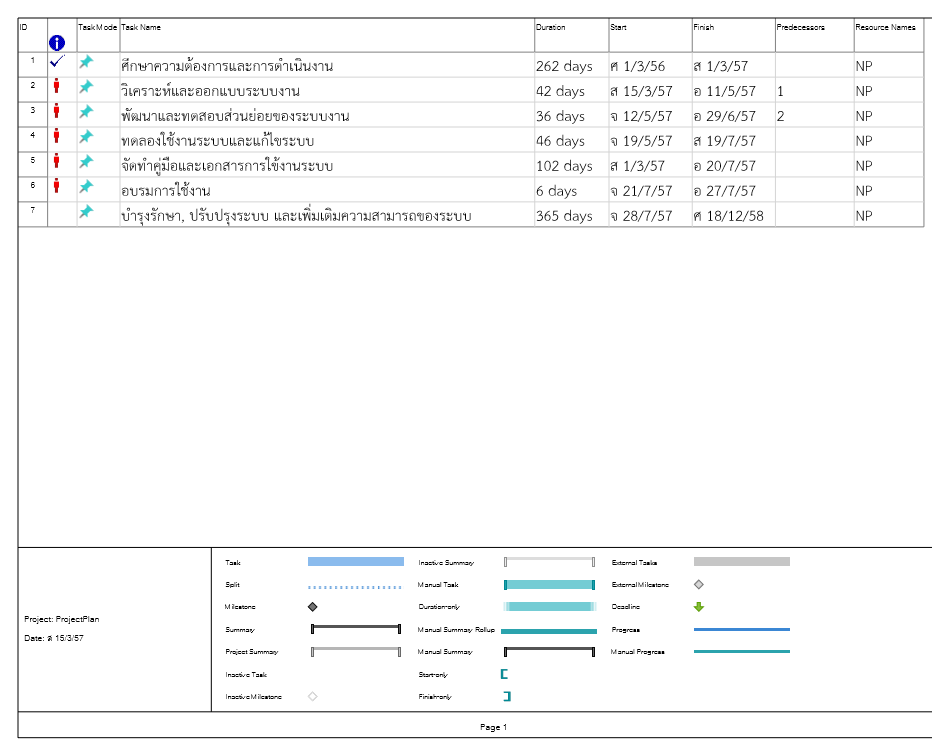 ID Task Mode Task Name Duration Start Finish Predecessors Resource Names
1 ศึกษาความต้องการและการดำเนินงาน 262 days ศ 1/3/56 ส 1/3/57 NP
2 วิเคราะห์และออกแบบระบบงาน 42 days ส 15/3/57 อ 11/5/57 1 NP
3 พัฒนาและทดสอบส่วนย่อยของระบบงาน 36 days จ 12/5/57 อ 29/6/57 2 NP
4 ทดลองใช้งานระบบและแก้ไขระบบ 46 days จ 19/5/57 ส 19/7/57 NP
5 จัดทำคู่มือและเอกสารการใช้งานระบบ 102 days ส 1/3/57 อ 20/7/57 NP
6 อบรมการใช้งาน 6 days จ 21/7/57 อ 27/7/57 NP
7 บำรุงรักษา, ปรับปรุงระบบ และเพิ่มเติมความสามารถของระบบ 365 days จ 28/7/57 ศ 18/12/58 NP
Project: ProjectPlan
Date: ส 15/3/57
Task Inactive Summary External Tasks
Split Manual Task External Milestone
Milestone Duration-only Deadline
Summary Manual Summary Rollup Progress
Project Summary Manual Summary Manual Progress
Inactive Task Start-only
Inactive Milestone Finish-only
Page 1